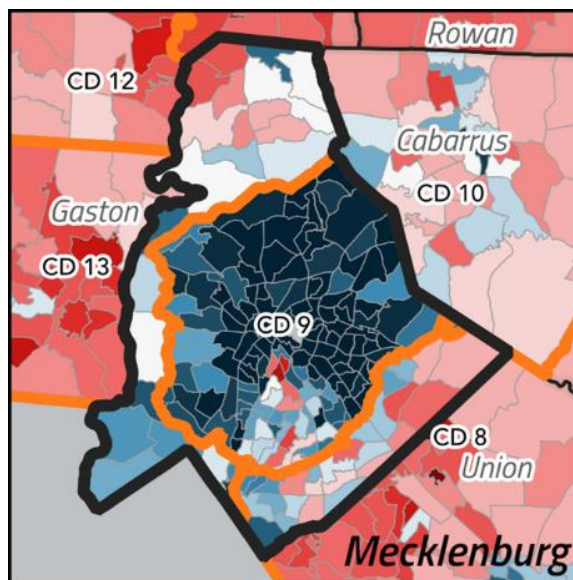 Rowan
CD 12
Cabarrus
CD 10
Gaston
CD 13
CD 9
CD 8
Union
Mecklenburg